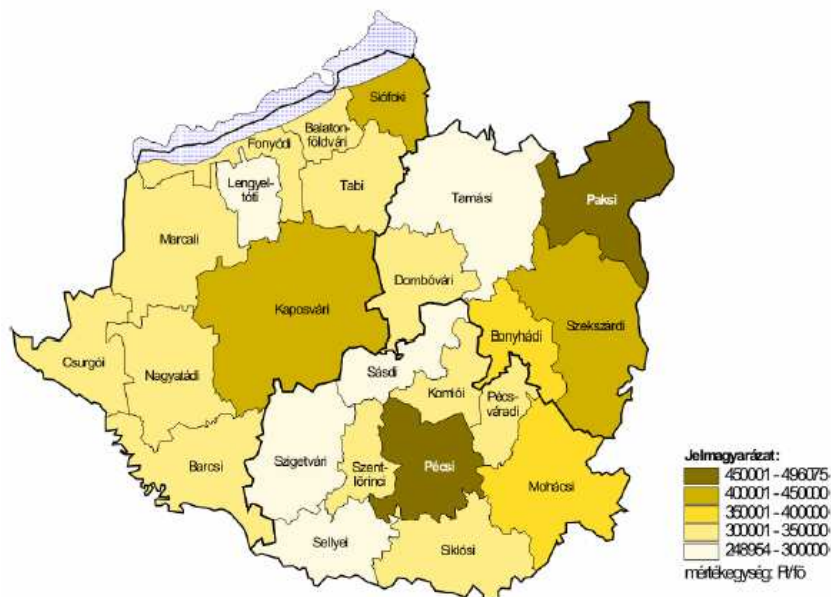 Siófoki
Balaton-
földvári
Fonyódi
Lengyel-
tóti
Tabi
Tamási
Paksi
Marcali
Dombóvári
Kaposvári
Bonyhádi
Szekszárdi
Csurgói
Nagyatádi
Sásdi
Komlói
Pécs-
váradi
Barcsi
Szigetvári
Szent-
lőrinci
Pécsi
Mohácsi
Sellyei
Siklósi
Jelmagyarázat:
450001 - 496075
400001 - 450000
350001 - 400000
300001 - 350000
248954 - 300000
mértékegység: Ft/fő